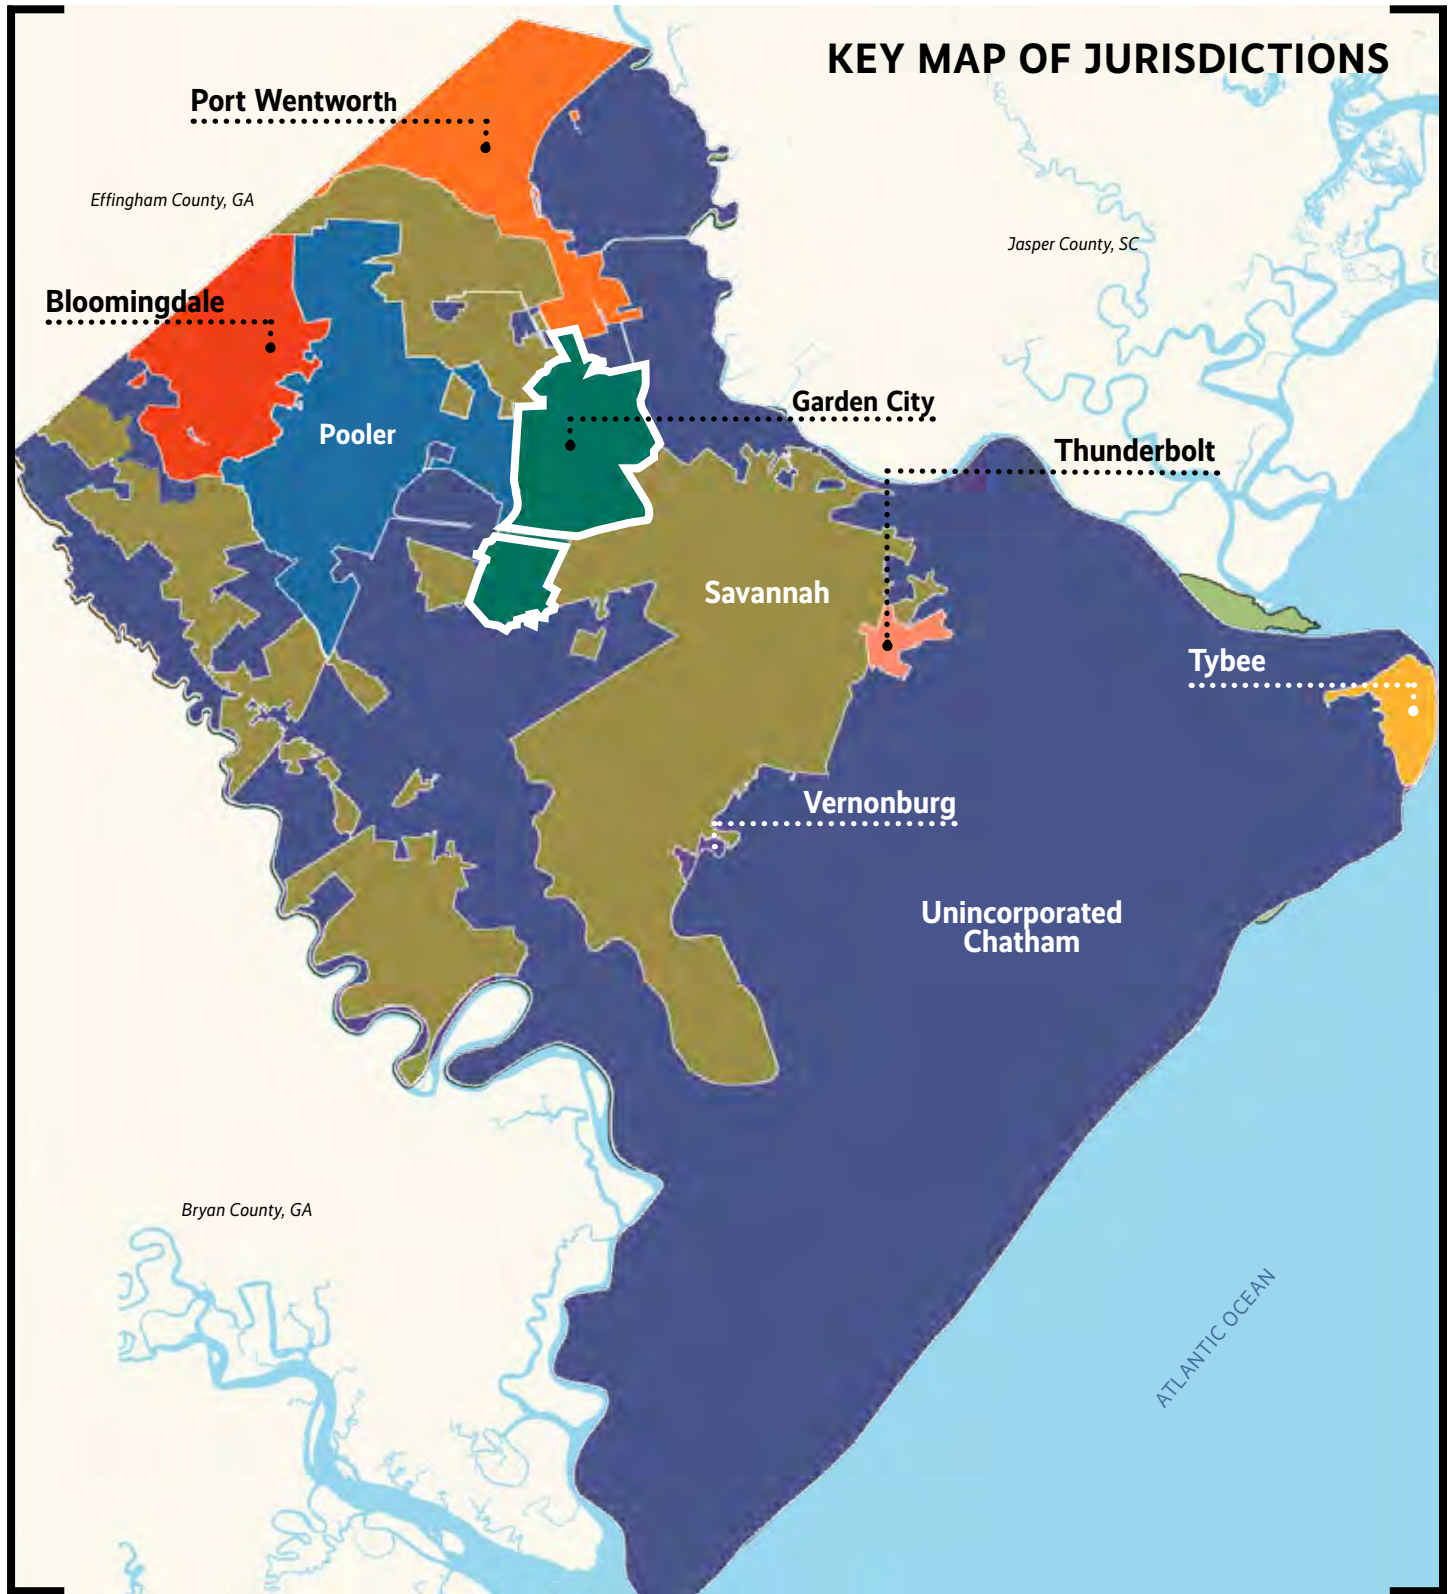 KEY MAP OF JURISDICTIONS
Port Wentworth
Effingham County, GA
Jasper County, SC
Bloomingdale
Garden City
Pooler
Thunderbolt
Savannah
Tybee
Vernonburg
Unincorporated
Chatham
Bryan County, GA
ATLANTIC OCEAN